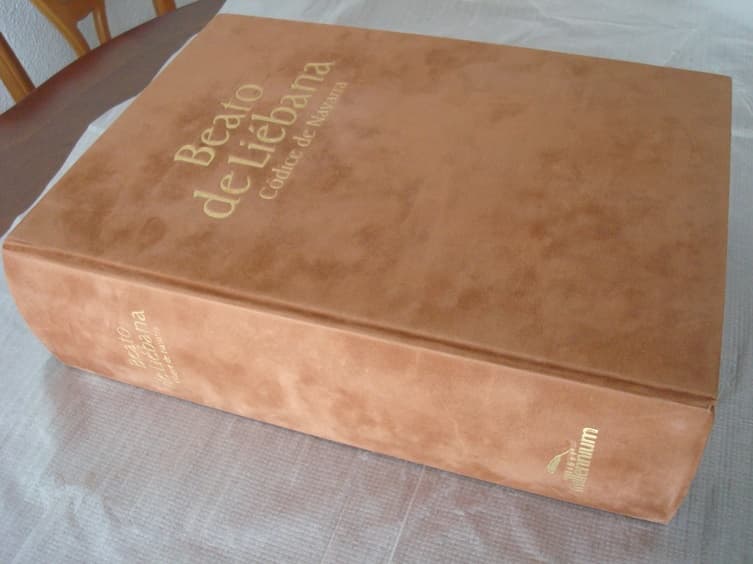 Beato
de Liébana
Códice de Navarra
Beato
de Liébana
Códice de Navarra
millennium